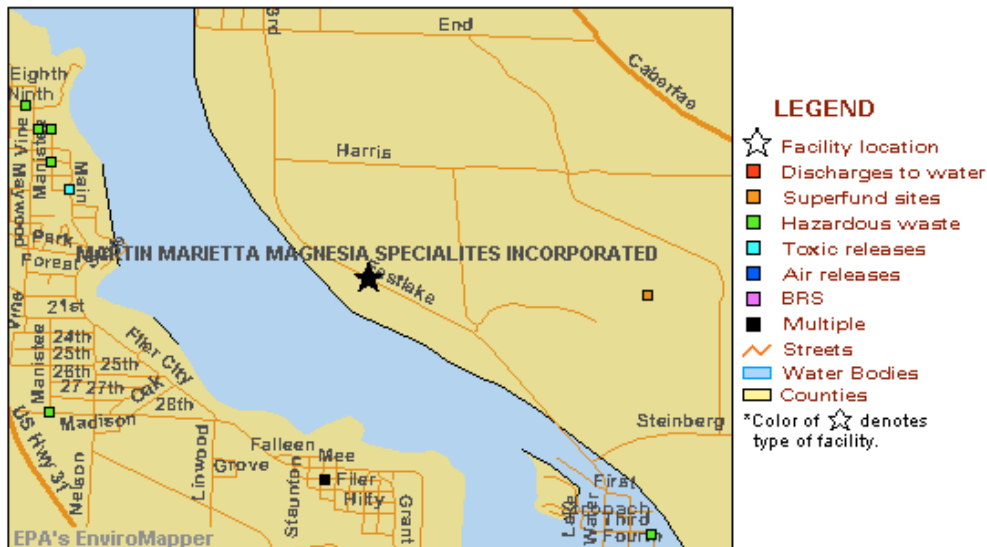 3rd
End
Caberfae
Eighth
Ninth
Harris
Vine
Maywood
Manistee
Main
Park
Forest
MARTIN MARIETTA MAGNESIA SPECIALITES INCORPORATED
21st
24th
25th
26th
27
27th
25th
28th
Oak
Filer City
Manistee
Madison
US Hwy 31
Nelson
Linwood
Grove
Falleen
Mee
Filer
Hilty
Staunton
Grant
Steinberg
First
Lake
Water
Third
Fourth
EPA's EnviroMapper
LEGEND
Facility location
Discharges to water
Superfund sites
Hazardous waste
Toxic releases
Air releases
BRS
Multiple
Streets
Water Bodies
Counties
*Color of ☆ denotes
type of facility.